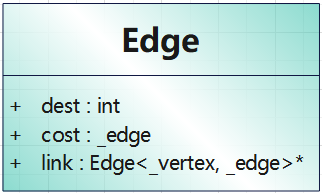 Edge
+ dest : int
+ cost : _edge
+ link : Edge<_vertex, _edge>*